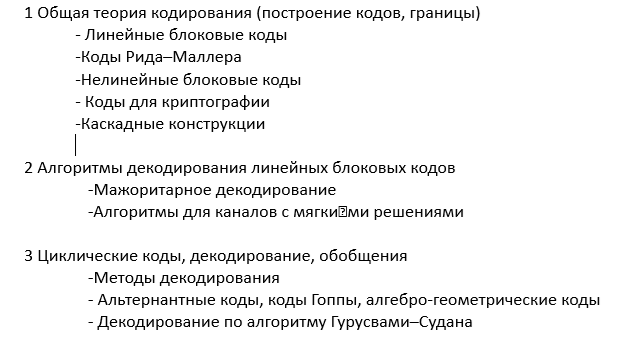 1 Общая теория кодирования (построение кодов, границы)
- Линейные блоковые коды
-Коды Рида–Маллера
-Нелинейные блоковые коды
- Коды для криптографии
-Каскадные конструкции
2 Алгоритмы декодирования линейных блоковых кодов
-Мажоритарное декодирование
-Алгоритмы для каналов с мягки�ми решениями
3 Циклические коды, декодирование, обобщения
-Методы декодирования
- Альтернантные коды, коды Гоппы, алгебро-геометрические коды
- Декодирование по алгоритму Гурусвами–Судана